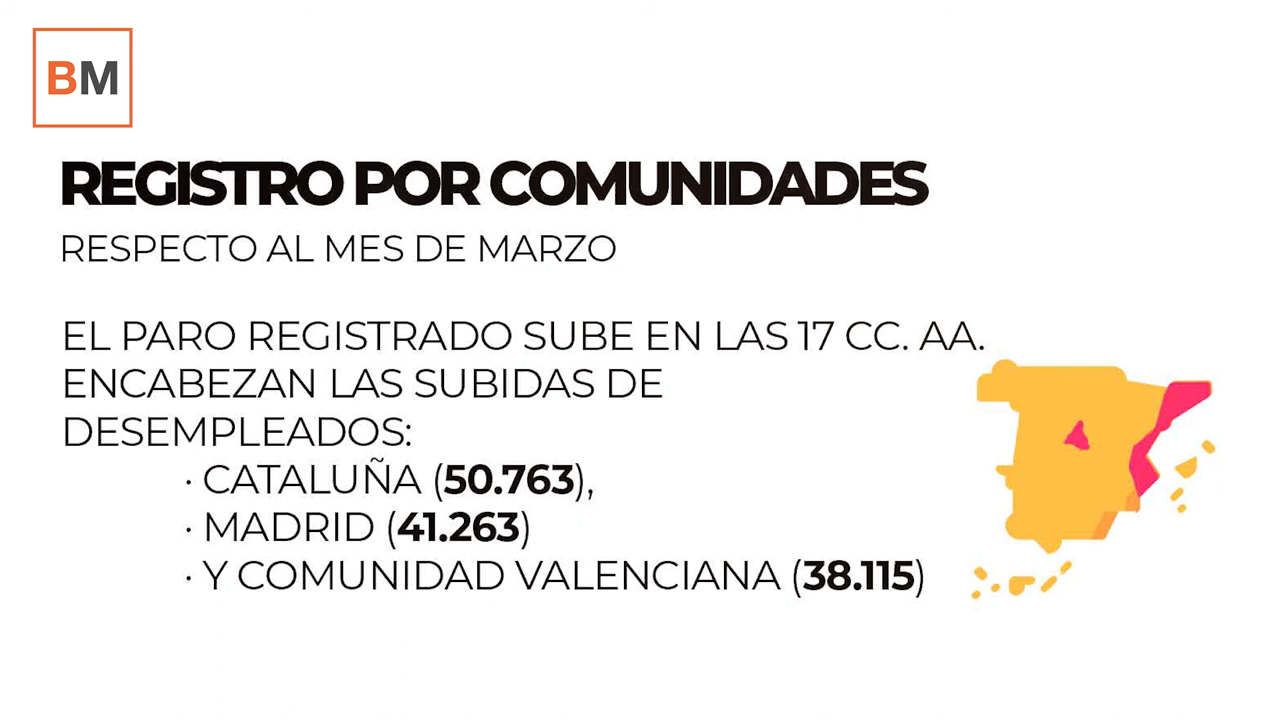 BM
REGISTRO POR COMUNIDADES
RESPECTO AL MES DE MARZO
EL PARO REGISTRADO SUBE EN LAS 17 CC. AA.
ENCABEZAN LAS SUBIDAS DE
DESEMPLEADOS:
· CATALUÑA (50.763),
· MADRID (41.263)
· Y COMUNIDAD VALENCIANA (38.115)